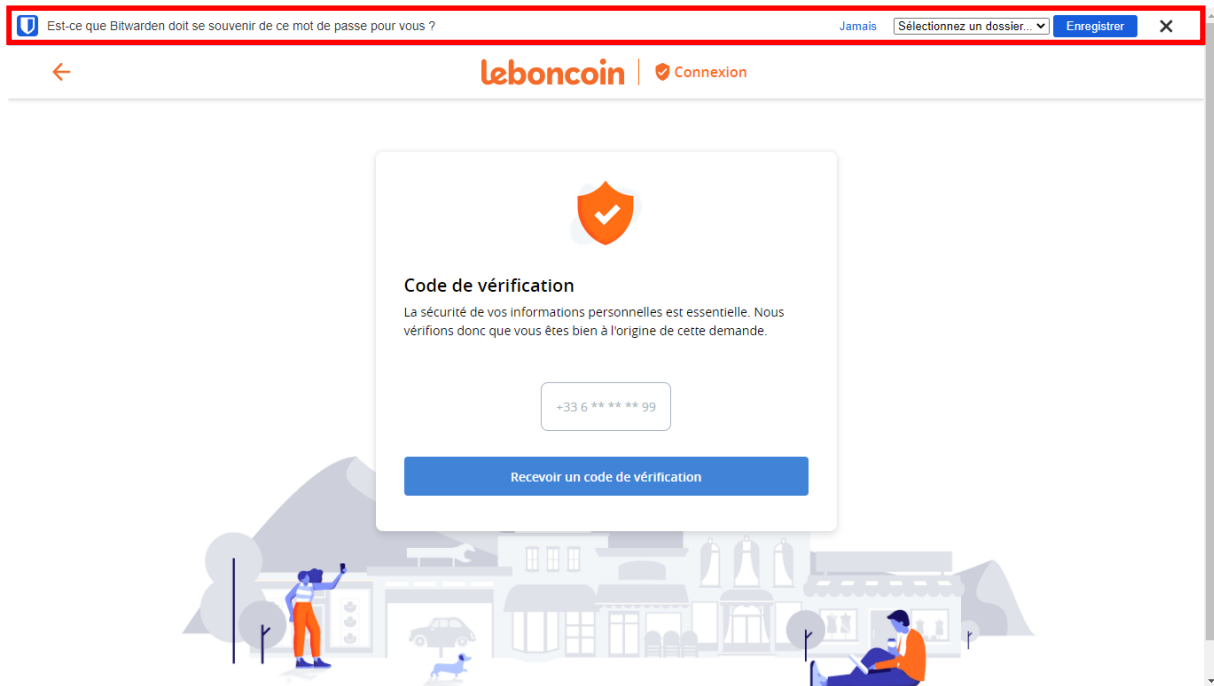 Est-ce que Bitwarden doit se souvenir de ce mot de passe pour vous ? Jamais Sélectionnez un dossier... Enregistrer
leboncoin Connexion
Code de vérification
La sécurité de vos informations personnelles est essentielle. Nous
vérifions donc que vous êtes bien à l'origine de cette demande.
+33 6 ** ** ** 99
Recevoir un code de vérification